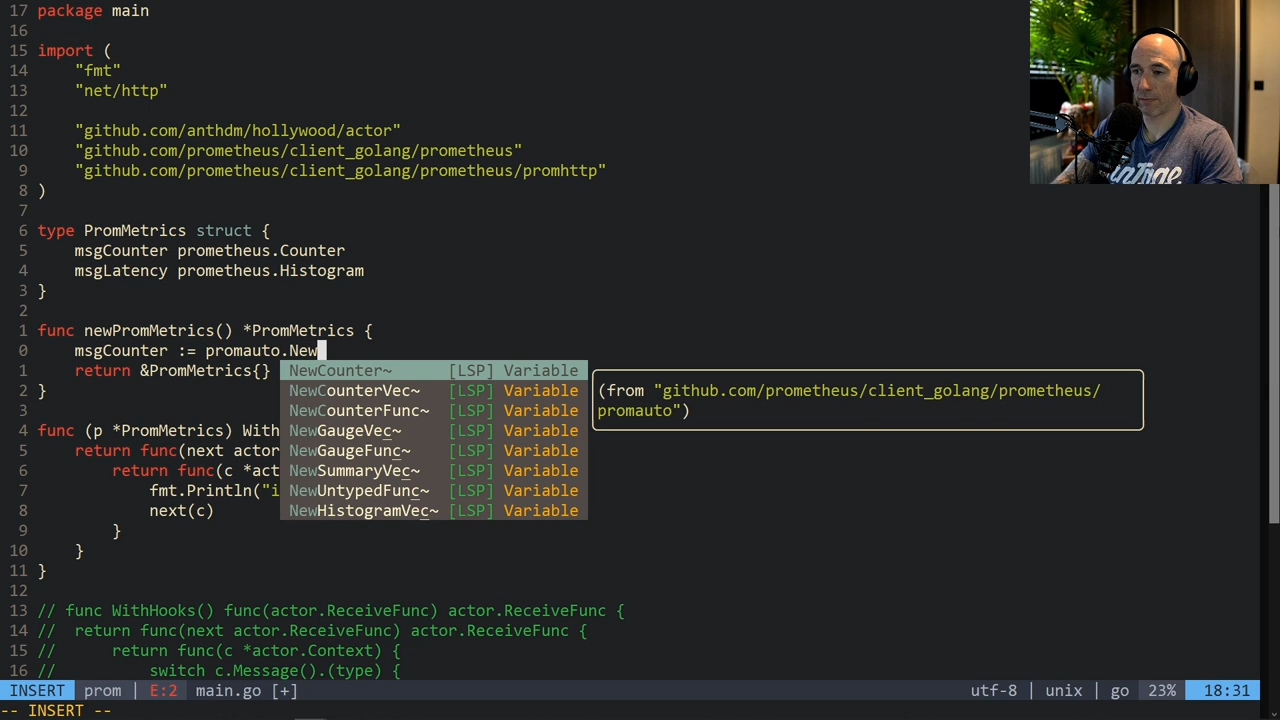 17 package main
16
15 import (
14 "fmt"
13 "net/http"
12
11 "github.com/anthdm/hollywood/actor"
10 "github.com/prometheus/client_golang/prometheus"
9 "github.com/prometheus/client_golang/prometheus/promhttp"
8 )
7
6 type PromMetrics struct {
5 msgCounter prometheus.Counter
4 msgLatency prometheus.Histogram
3 }
2
1 func newPromMetrics() *PromMetrics {
0 msgCounter := promauto.New
1 return &PromMetrics{} NewCounter~ [LSP] Variable
2 } NewCounterVec~ [LSP] Variable (from "github.com/prometheus/client_golang/prometheus/
3 NewCounterFunc~ [LSP] Variable promauto")
4 func (p *PromMetrics) With NewGaugeVec~ [LSP] Variable
5 return func(next actor NewGaugeFunc~ [LSP] Variable
6 return func(c *act NewSummaryVec~ [LSP] Variable
7 fmt.Println("i NewUntypedFunc~ [LSP] Variable
8 next(c) NewHistogramVec~ [LSP] Variable
9 }
10 }
11 }
12
13 // func WithHooks() func(actor.ReceiveFunc) actor.ReceiveFunc {
14 // return func(next actor.ReceiveFunc) actor.ReceiveFunc {
15 // return func(c *actor.Context) {
16 // switch c.Message().(type) {
INSERT prom | E:2 main.go [+] utf-8 | unix | go 23% 18:31
-- INSERT --